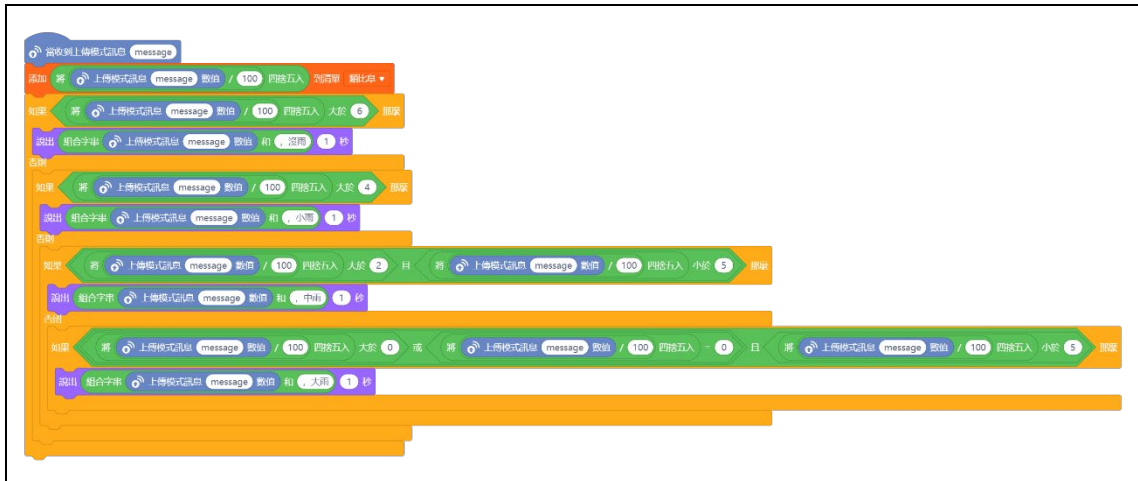 當收到上傳模式訊息 message
添加 將 上傳模式訊息 message 數值 / 100 四捨五入 到清單 類比息
如果 將 上傳模式訊息 message 數值 / 100 四捨五入 大於 6 那麼
說出 組合字串 上傳模式訊息 message 數值 和 , 沒雨 1 秒
否則
如果 將 上傳模式訊息 message 數值 / 100 四捨五入 大於 4 那麼
說出 組合字串 上傳模式訊息 message 數值 和 , 小雨 1 秒
否則
如果 將 上傳模式訊息 message 數值 / 100 四捨五入 大於 2 且 將 上傳模式訊息 message 數值 / 100 四捨五入 小於 5 那麼
說出 組合字串 上傳模式訊息 message 數值 和 , 中雨 1 秒
否則
如果 將 上傳模式訊息 message 數值 / 100 四捨五入 大於 0 或 將 上傳模式訊息 message 數值 / 100 四捨五入 = 0 且 將 上傳模式訊息 message 數值 / 100 四捨五入 小於 5 那麼
說出 組合字串 上傳模式訊息 message 數值 和 , 大雨 1 秒